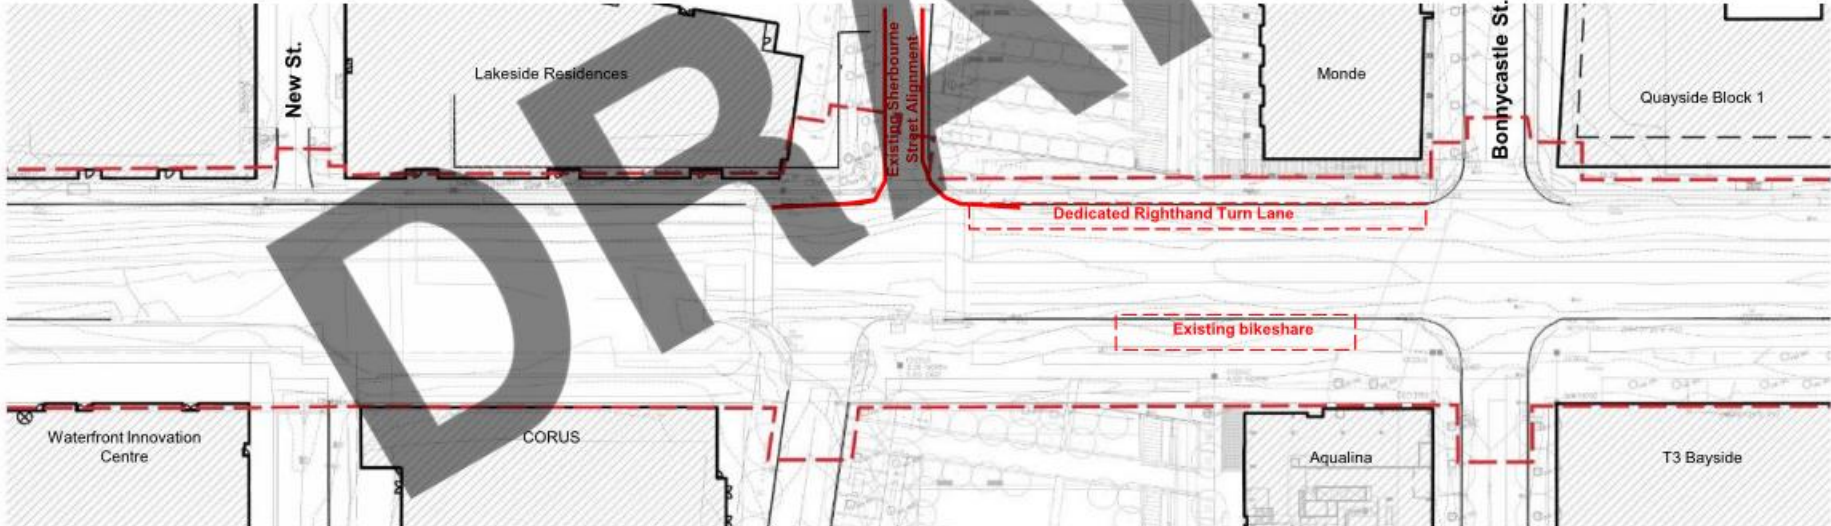 DRAF
New St.
Lakeside Residences
Existing Sherbourne
Street Alignment
Monde
Bonnycastle St.
Quayside Block 1
Dedicated Righthand Turn Lane
Existing bikeshare
Waterfront Innovation
Centre
CORUS
Aqualina
T3 Bayside